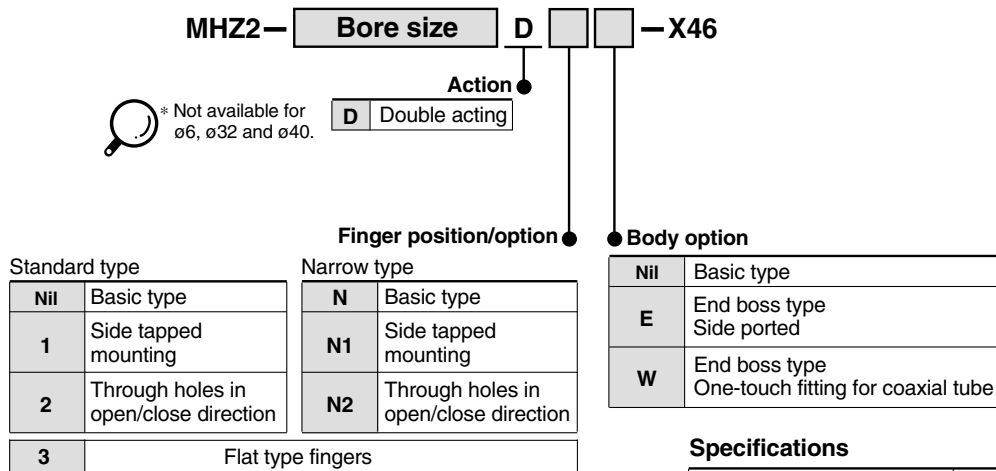 MHZ2— Bore size D —X46
Action
* Not available for
ø6, ø32 and ø40.
D Double acting
Finger position/option
Body option
Standard type
Nil Basic type
1 Side tapped
mounting
2 Through holes in
open/close direction
Narrow type
N Basic type
N1 Side tapped
mounting
N2 Through holes in
open/close direction
3 Flat type fingers
Nil Basic type
E End boss type
Side ported
W End boss type
One-touch fitting for coaxial tube
Specifications